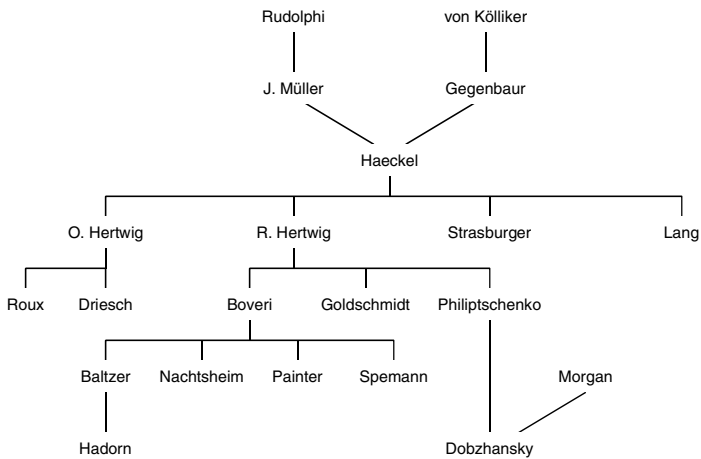 Rudolphi von Kölliker
J. Müller Gegenbaur
Haeckel
O. Hertwig R. Hertwig Strasburger Lang
Roux Driesch Boveri Goldschmidt Philiptschenko
Baltzer Nachtsheim Painter Spemann Morgan
Hadorn Dobzhansky